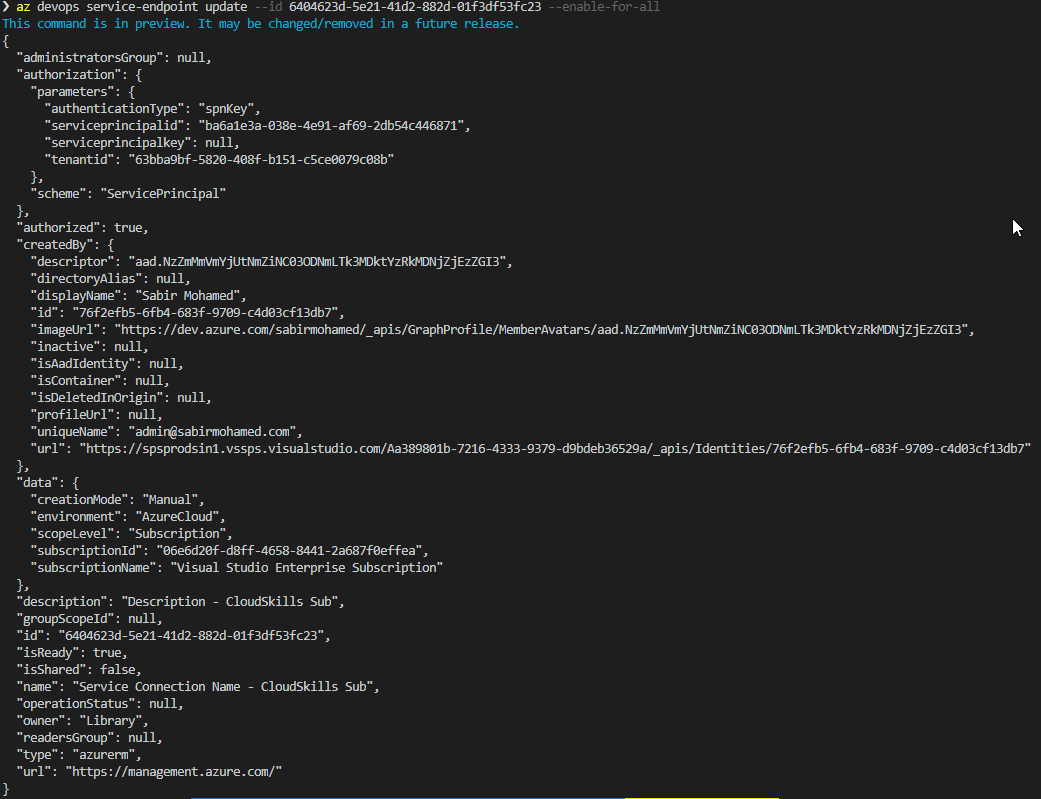 ❯ az devops service-endpoint update --id 6404623d-5e21-41d2-882d-01f3df53fc23 --enable-for-all
This command is in preview. It may be changed/removed in a future release.
{
  "administratorsGroup": null,
  "authorization": {
    "parameters": {
      "authenticationType": "spnKey",
      "serviceprincipalid": "ba6a1e3a-038e-4e91-af69-2db54c446871",
      "serviceprincipalkey": null,
      "tenantid": "63bba9bf-5820-408f-b151-c5ce0079c08b"
    },
    "scheme": "ServicePrincipal"
  },
  "authorized": true,
  "createdBy": {
    "descriptor": "aad.NzZmMmVmYjUtNmZiNC03ODNmLTk3MDktYzRkMDNjZjEzZGI3",
    "directoryAlias": null,
    "displayName": "Sabir Mohamed",
    "id": "76f2efb5-6fb4-683f-9709-c4d03cf13db7",
    "imageUrl": "https://dev.azure.com/sabirmohamed/_apis/GraphProfile/MemberAvatars/aad.NzZmMmVmYjUtNmZiNC03ODNmLTk3MDktYzRkMDNjZjEzZGI3",
    "inactive": null,
    "isAadIdentity": null,
    "isContainer": null,
    "isDeletedInOrigin": null,
    "profileUrl": null,
    "uniqueName": "admin@sabirmohamed.com",
    "url": "https://spsprodsin1.vssps.visualstudio.com/Aa389801b-7216-4333-9379-d9bdeb36529a/_apis/Identities/76f2efb5-6fb4-683f-9709-c4d03cf13db7"
  },
  "data": {
    "creationMode": "Manual",
    "environment": "AzureCloud",
    "scopeLevel": "Subscription",
    "subscriptionId": "06e6d20f-d8ff-4658-8441-2a687f0effea",
    "subscriptionName": "Visual Studio Enterprise Subscription"
  },
  "description": "Description - CloudSkills Sub",
  "groupScopeId": null,
  "id": "6404623d-5e21-41d2-882d-01f3df53fc23",
  "isReady": true,
  "isShared": false,
  "name": "Service Connection Name - CloudSkills Sub",
  "operationStatus": null,
  "owner": "Library",
  "readersGroup": null,
  "type": "azurerm",
  "url": "https://management.azure.com/"
}